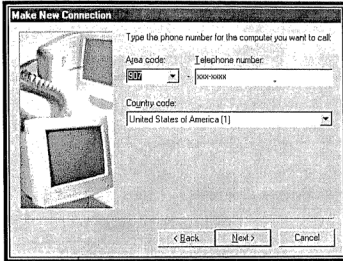 Make New Connection
Type the phone number for the computer you want to call:
Area code: Telephone number:
907 - xxx-xxxx
Country code:
United States of America (1)
< Back Next > Cancel